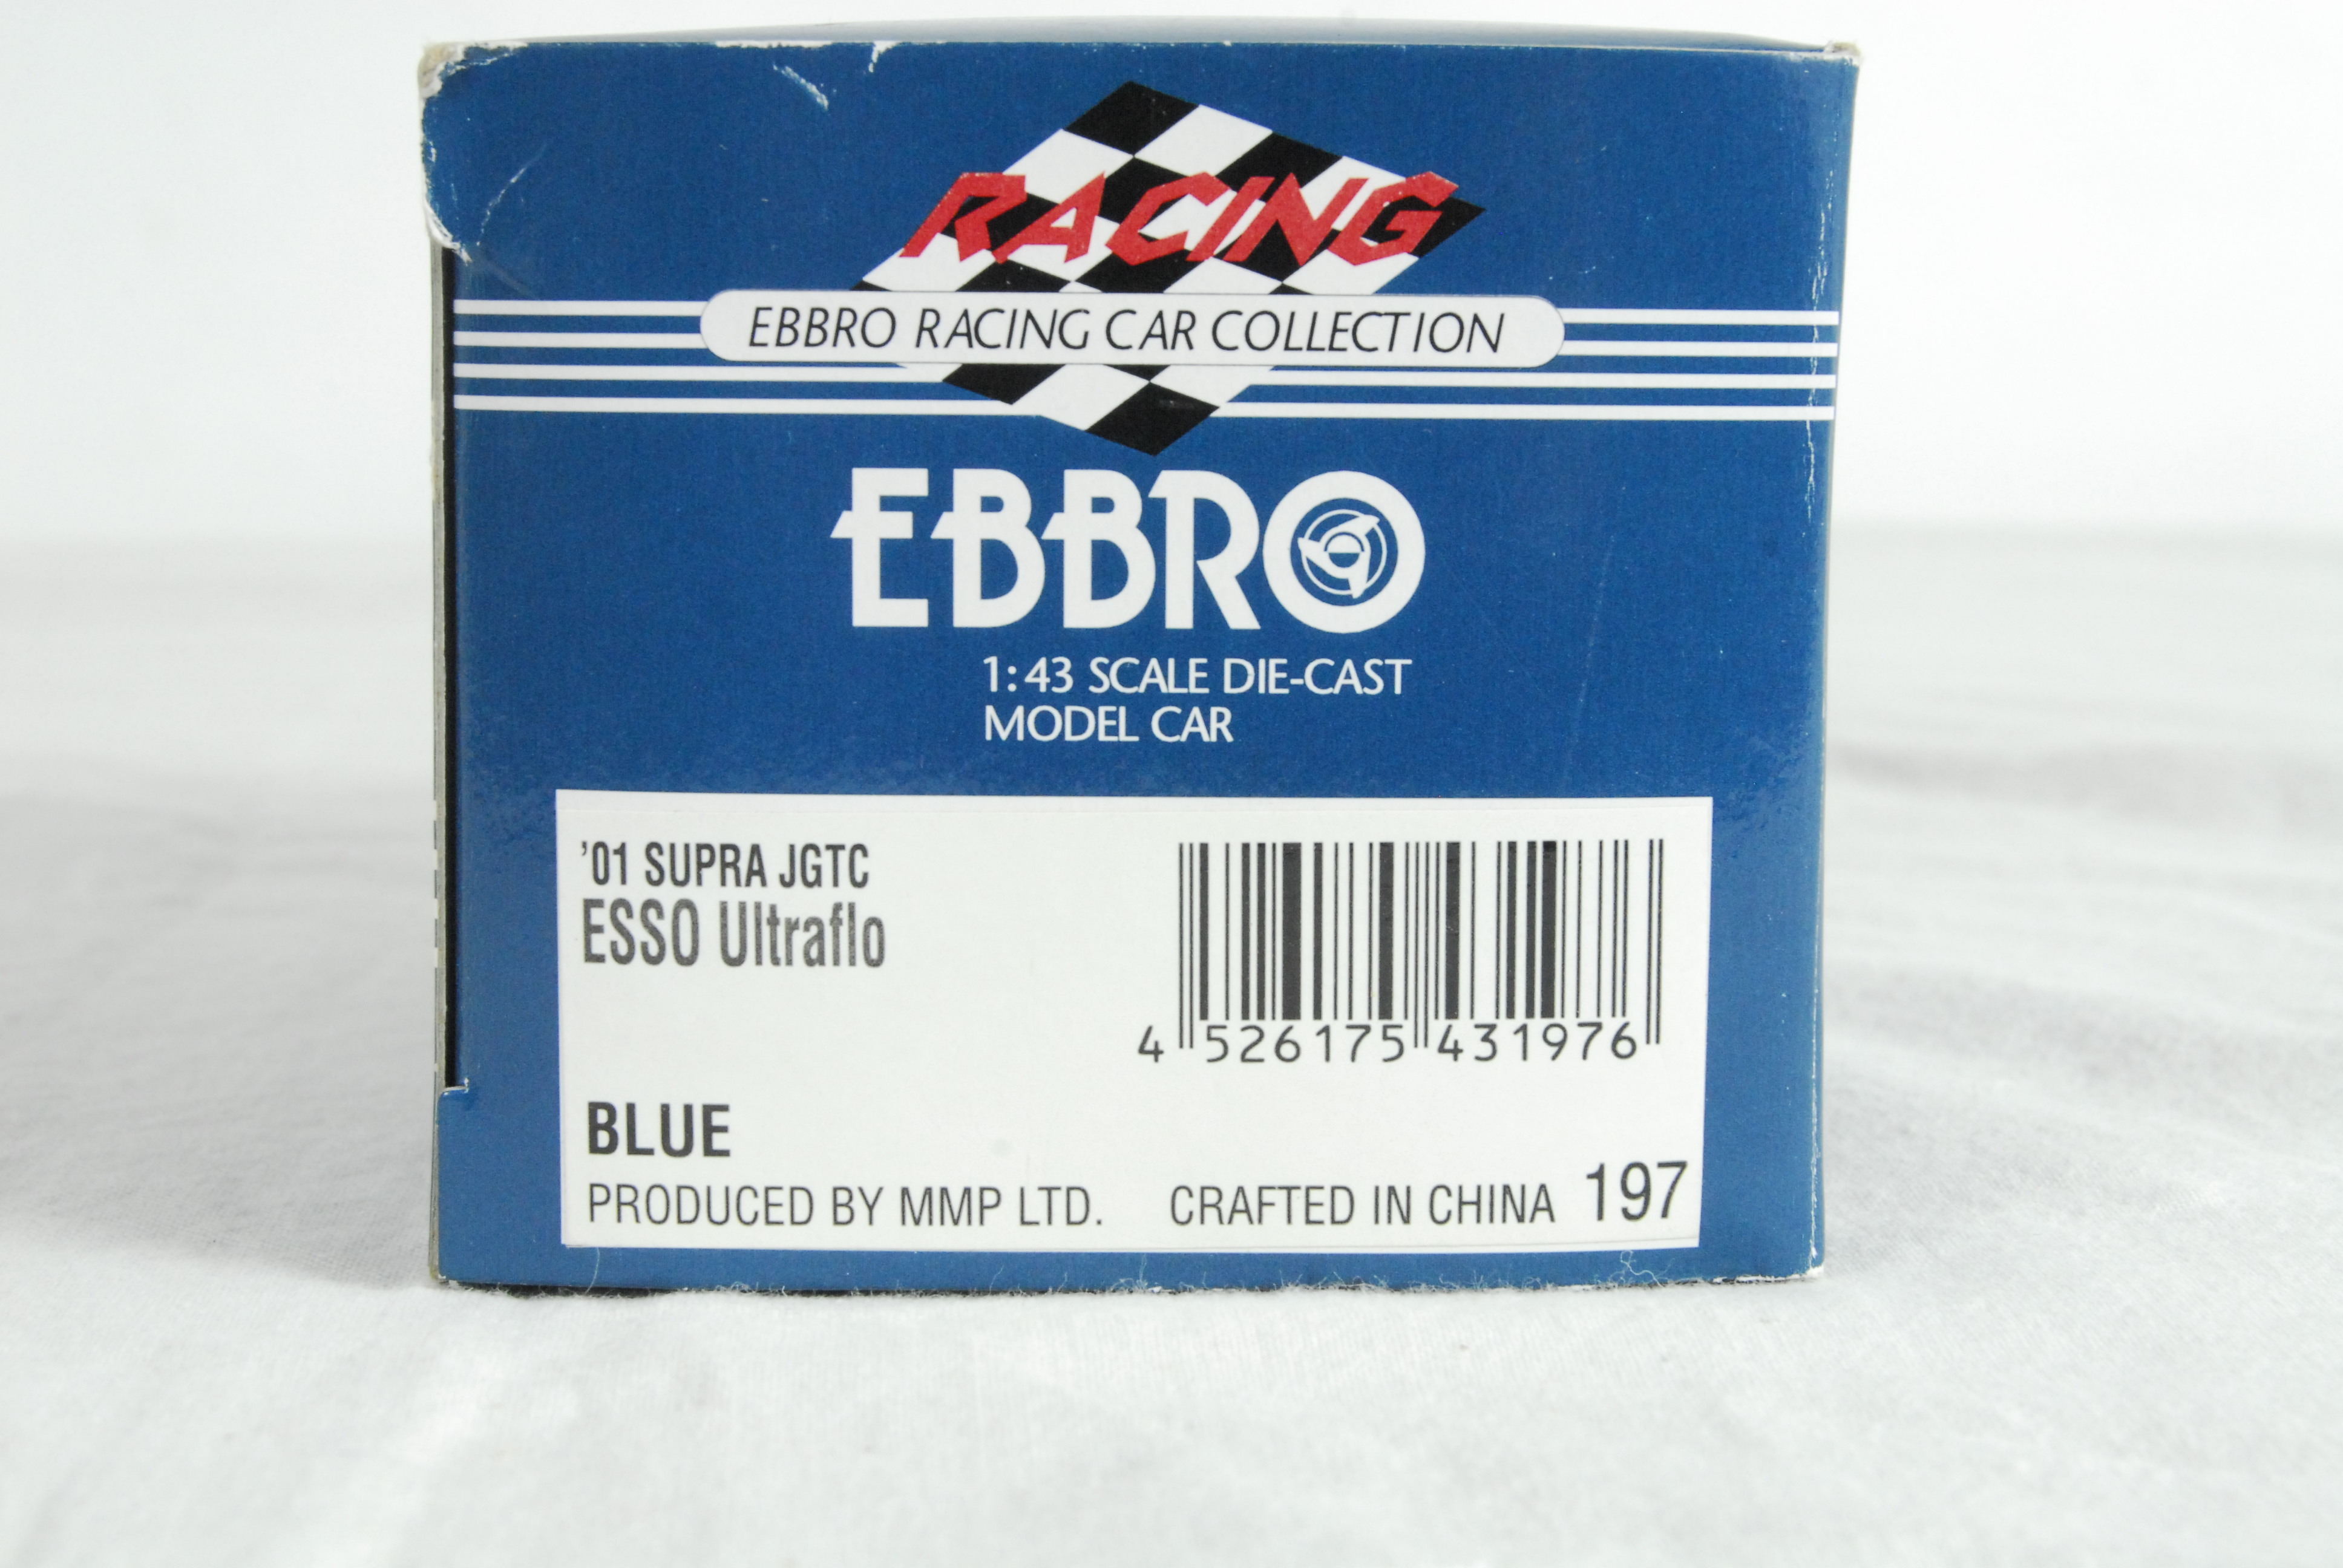 RACING
EBBRO RACING CAR COLLECTION
EBBRO
1:43 SCALE DIE-CAST
MODEL CAR
’01 SUPRA JGTC
ESSO Ultraflo
4 526175 431976
BLUE
PRODUCED BY MMP LTD. CRAFTED IN CHINA 197